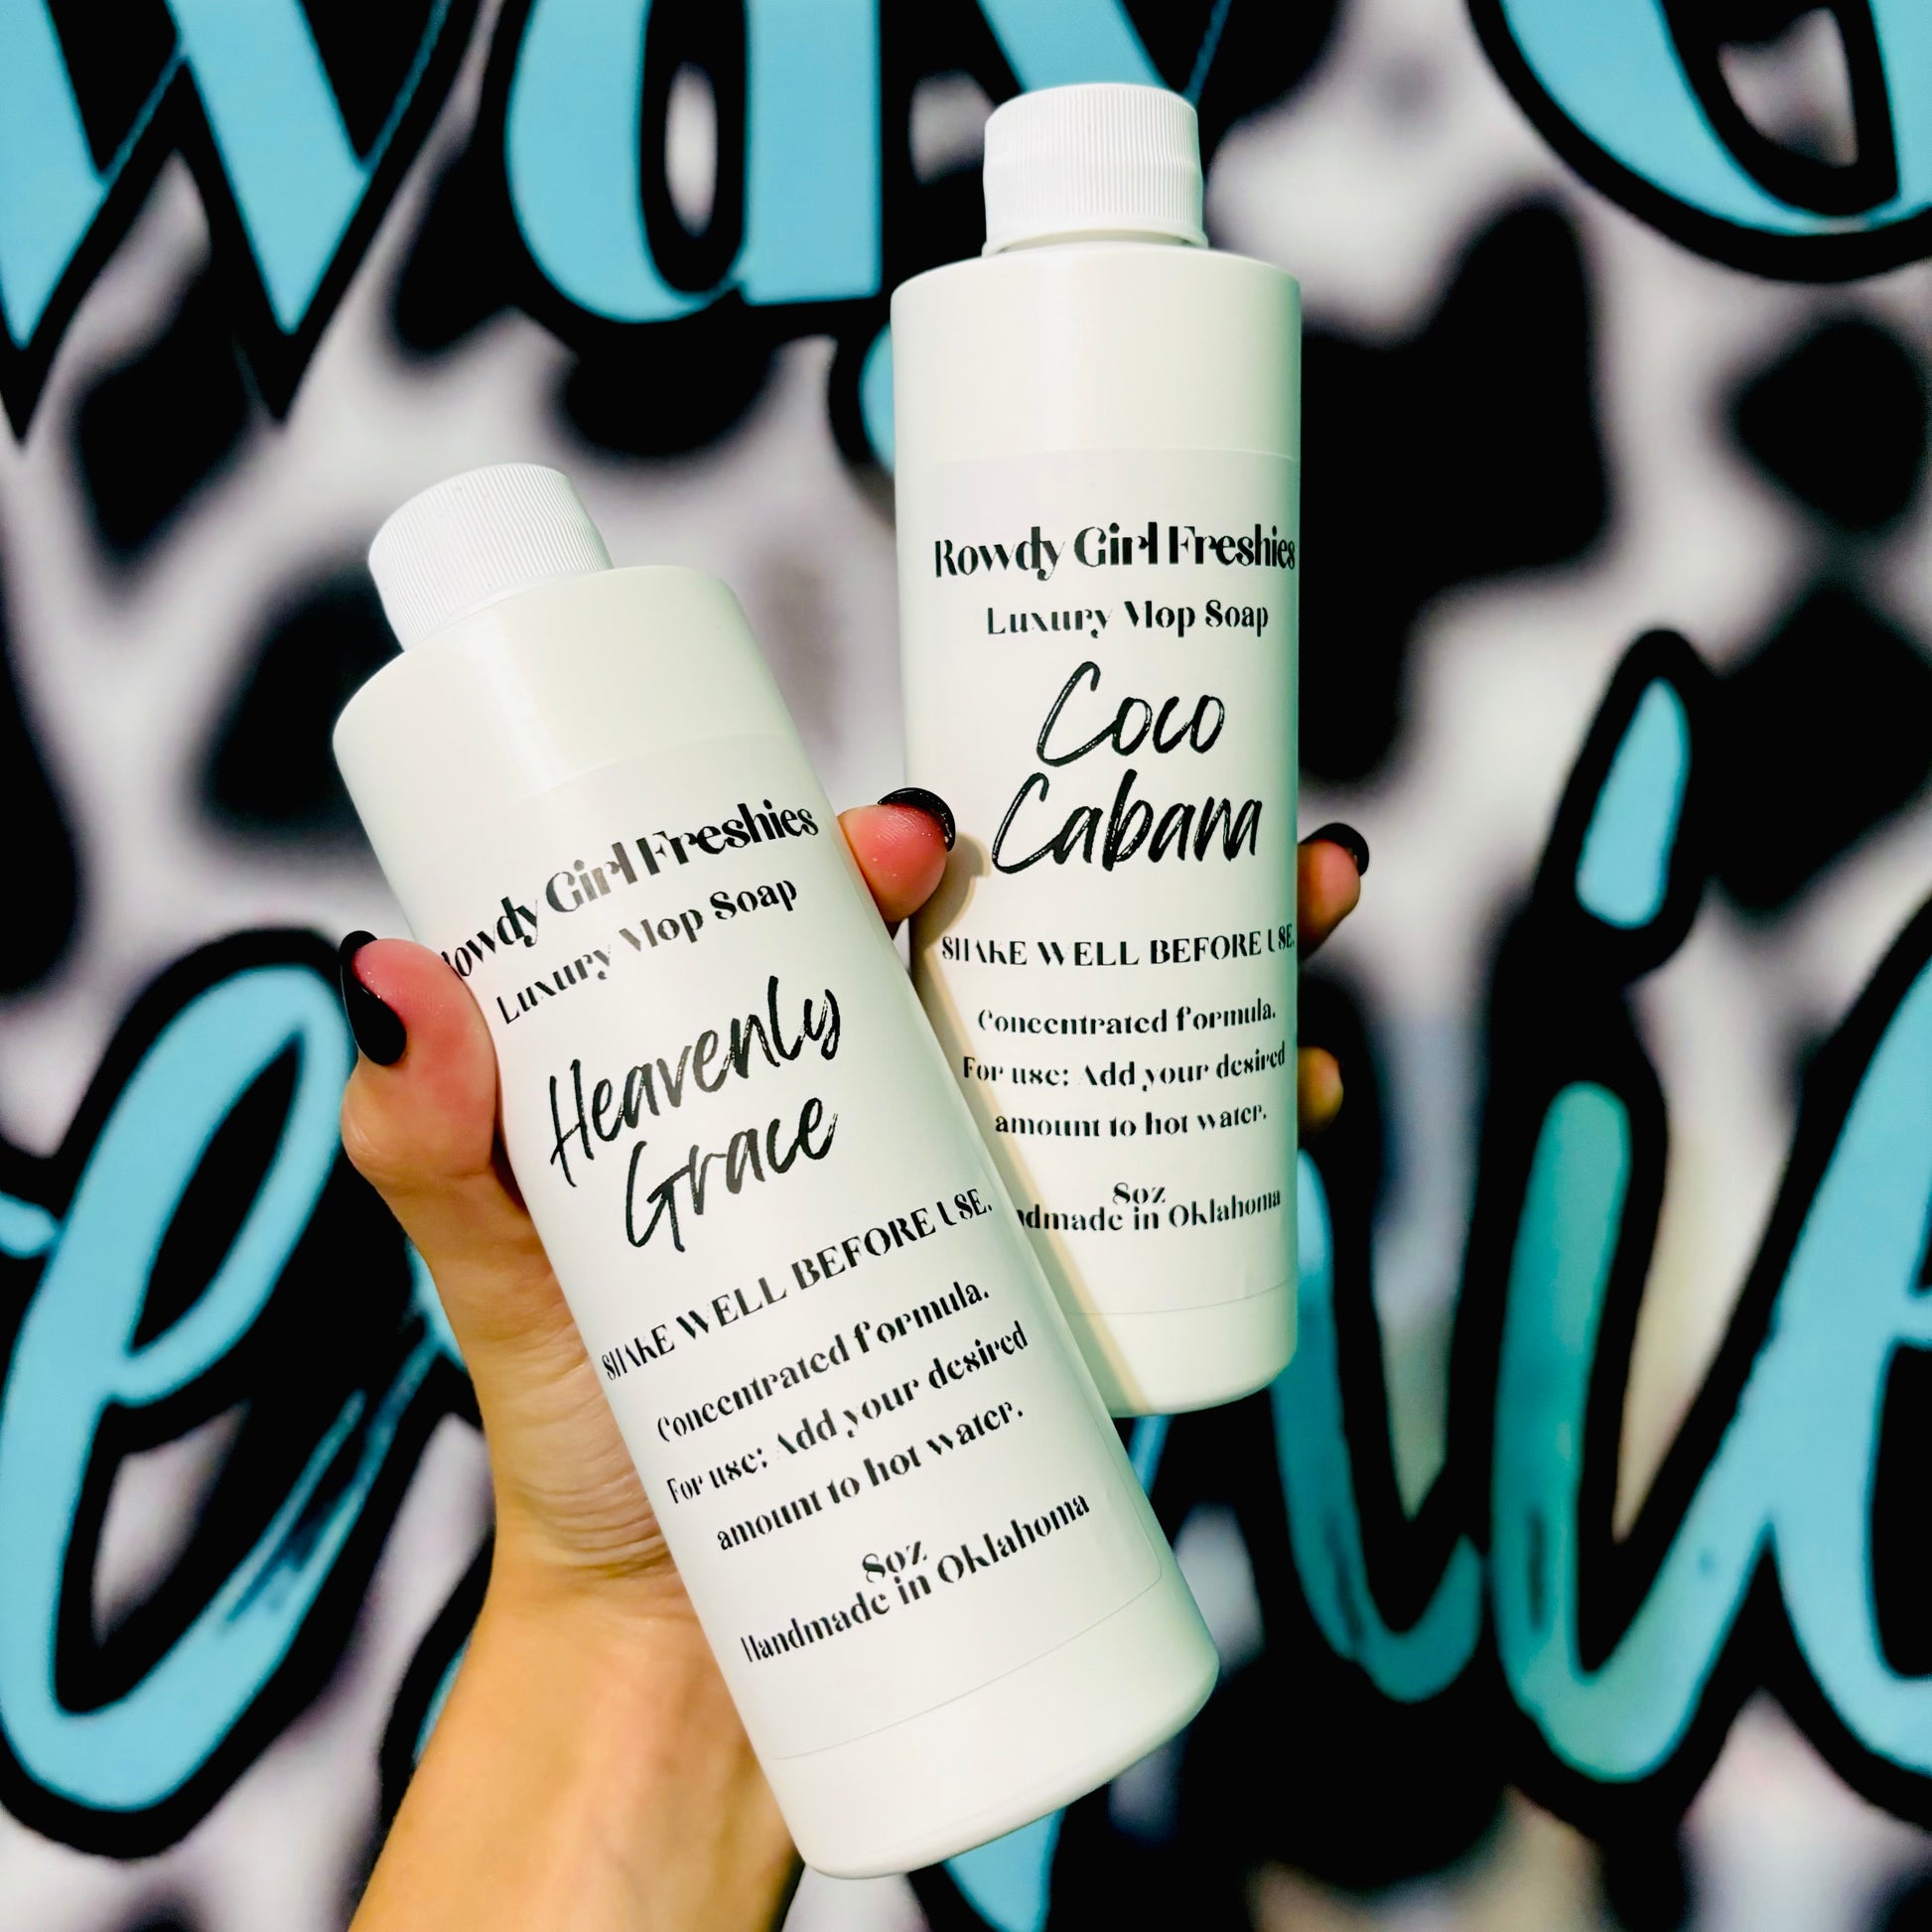 Rowdy Girl Freshies
Luxury Mop Soap
Coco
Cabana
SHAKE WELL BEFORE USE.
Concentrated formula.
For use: Add your desired
amount to hot water.
8oz
ndmade in Oklahoma
Rowdy Girl Freshies
Luxury Mop Soap
Heavenly
Grace
SHAKE WELL BEFORE USE.
Concentrated formula.
For use: Add your desired
amount to hot water.
8oz
Handmade in Oklahoma